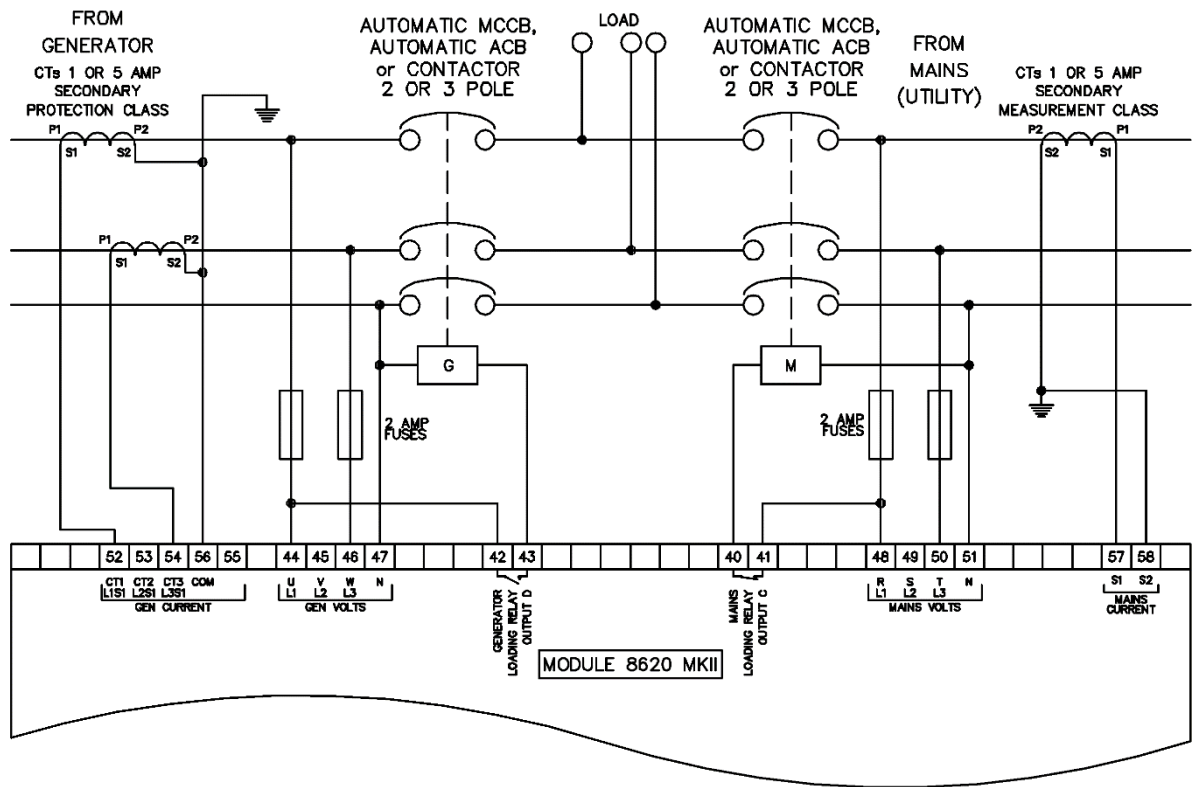 FROM
GENERATOR
CTs 1 OR 5 AMP
SECONDARY
PROTECTION CLASS
AUTOMATIC MCCB,
AUTOMATIC ACB
or CONTACTOR
2 OR 3 POLE
LOAD
AUTOMATIC MCCB,
AUTOMATIC ACB
or CONTACTOR
2 OR 3 POLE
FROM
MAINS
(UTILITY)
CTs 1 OR 5 AMP
SECONDARY
MEASUREMENT CLASS
P1 P2
S1 S2
P2 P1
S2 S1
P1 P2
S1 S2
G
M
2 AMP
FUSES
2 AMP
FUSES
52 53 54 56 55 44 45 46 47 42 43 40 41 48 49 50 51 57 58
CT1 CT2 CT3 COM
L1S1 L2S1 L3S1
GEN CURRENT
U V W N
L1 L2 L3
GEN VOLTS
GENERATOR
LOADING RELAY
OUTPUT D
MAINS
LOADING RELAY
OUTPUT C
R S T N
L1 L2 L3
MAINS VOLTS
S1 S2
MAINS
CURRENT
MODULE 8620 MKII